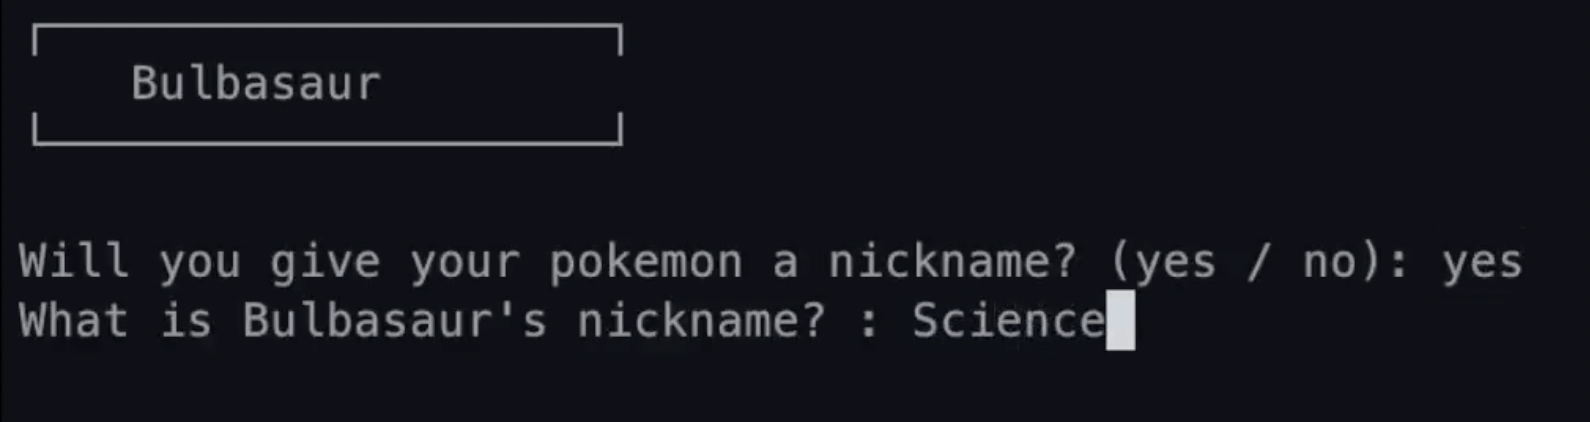 Bulbasaur
Will you give your pokemon a nickname? (yes / no): yes
What is Bulbasaur's nickname? : Science